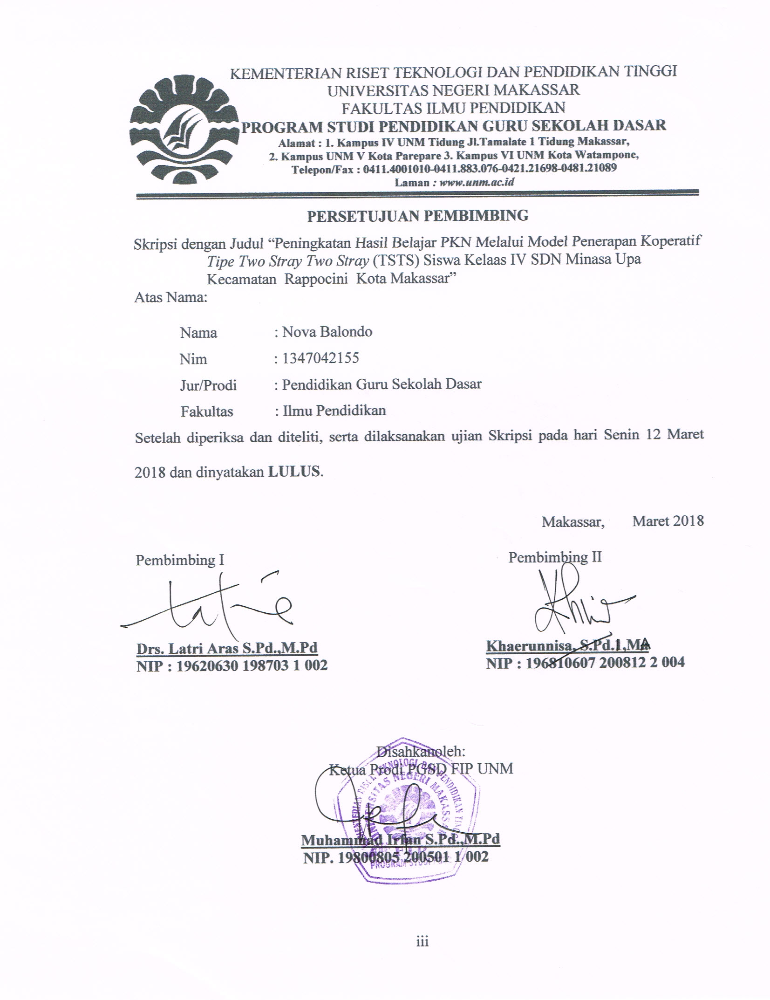 KEMENTERIAN RISET TEKNOLOGI DAN PENDIDIKAN TINGGI
UNIVERSITAS NEGERI MAKASSAR
FAKULTAS ILMU PENDIDIKAN
PROGRAM STUDI PENDIDIKAN GURU SEKOLAH DASAR
Alamat : 1. Kampus IV UNM Tidung Jl.Tamalate 1 Tidung Makassar,
2. Kampus UNM V Kota Parepare 3. Kampus VI UNM Kota Watampone,
Telepon/Fax : 0411.4001010-0411.883.076-0421.21698-0481.21089
Laman : www.unm.ac.id
PERSETUJUAN PEMBIMBING
Skripsi dengan Judul “Peningkatan Hasil Belajar PKN Melalui Model Penerapan Koperatif
Tipe Two Stray Two Stray (TSTS) Siswa Kelaas IV SDN Minasa Upa
Kecamatan Rappocini Kota Makassar”
Atas Nama:
Nama : Nova Balondo
Nim : 1347042155
Jur/Prodi : Pendidikan Guru Sekolah Dasar
Fakultas : Ilmu Pendidikan
Setelah diperiksa dan diteliti, serta dilaksanakan ujian Skripsi pada hari Senin 12 Maret
2018 dan dinyatakan LULUS.
Makassar, Maret 2018
Pembimbing I Pembimbing II
Drs. Latri Aras S.Pd.,M.Pd Khaerunnisa, S.Pd.I,MA
NIP : 19620630 198703 1 002 NIP : 196810607 200812 2 004
Disahkanoleh:
Ketua Prodi PGSD FIP UNM
TEKNOLOGI DAN PENDIDIKAN
UNIVERSITAS NEGERI MAKASSAR
Muhammad Irfan S.Pd.,M.Pd
NIP. 19800805 200501 1 002
PROGRAM STUDI
iii